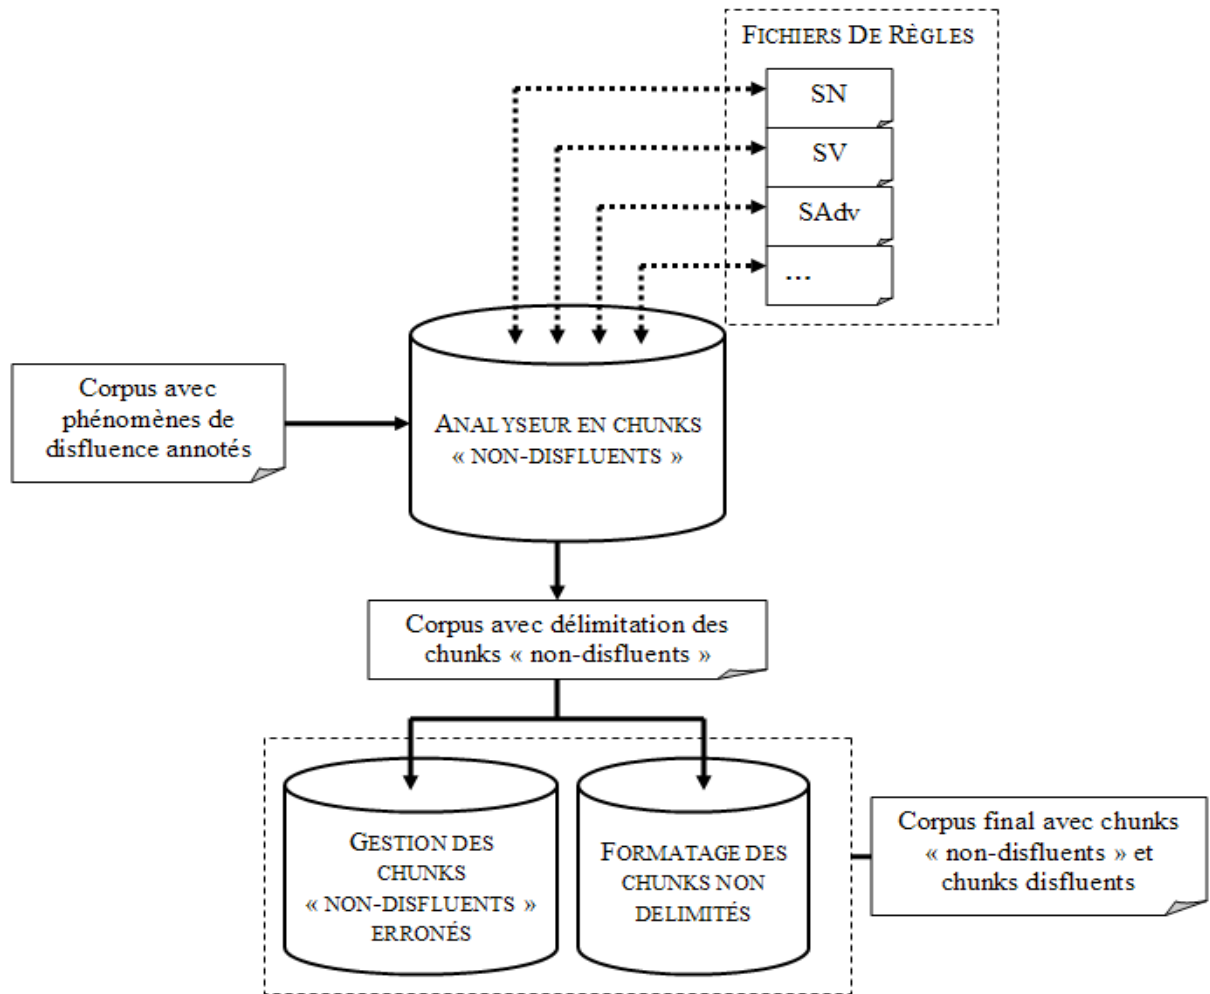 FICHIERS DE RÈGLES
SN
SV
SAdv
...
Corpus avec
phénomènes de
disfluence annotés
ANALYSEUR EN CHUNKS
« NON-DISFLUENTS »
Corpus avec délimitation des
chunks « non-disfluents »
GESTION DES
CHUNKS
« NON-DISFLUENTS »
ERRONÉS
FORMATAGE DES
CHUNKS NON
DELIMITÉS
Corpus final avec chunks
« non-disfluents » et
chunks disfluents